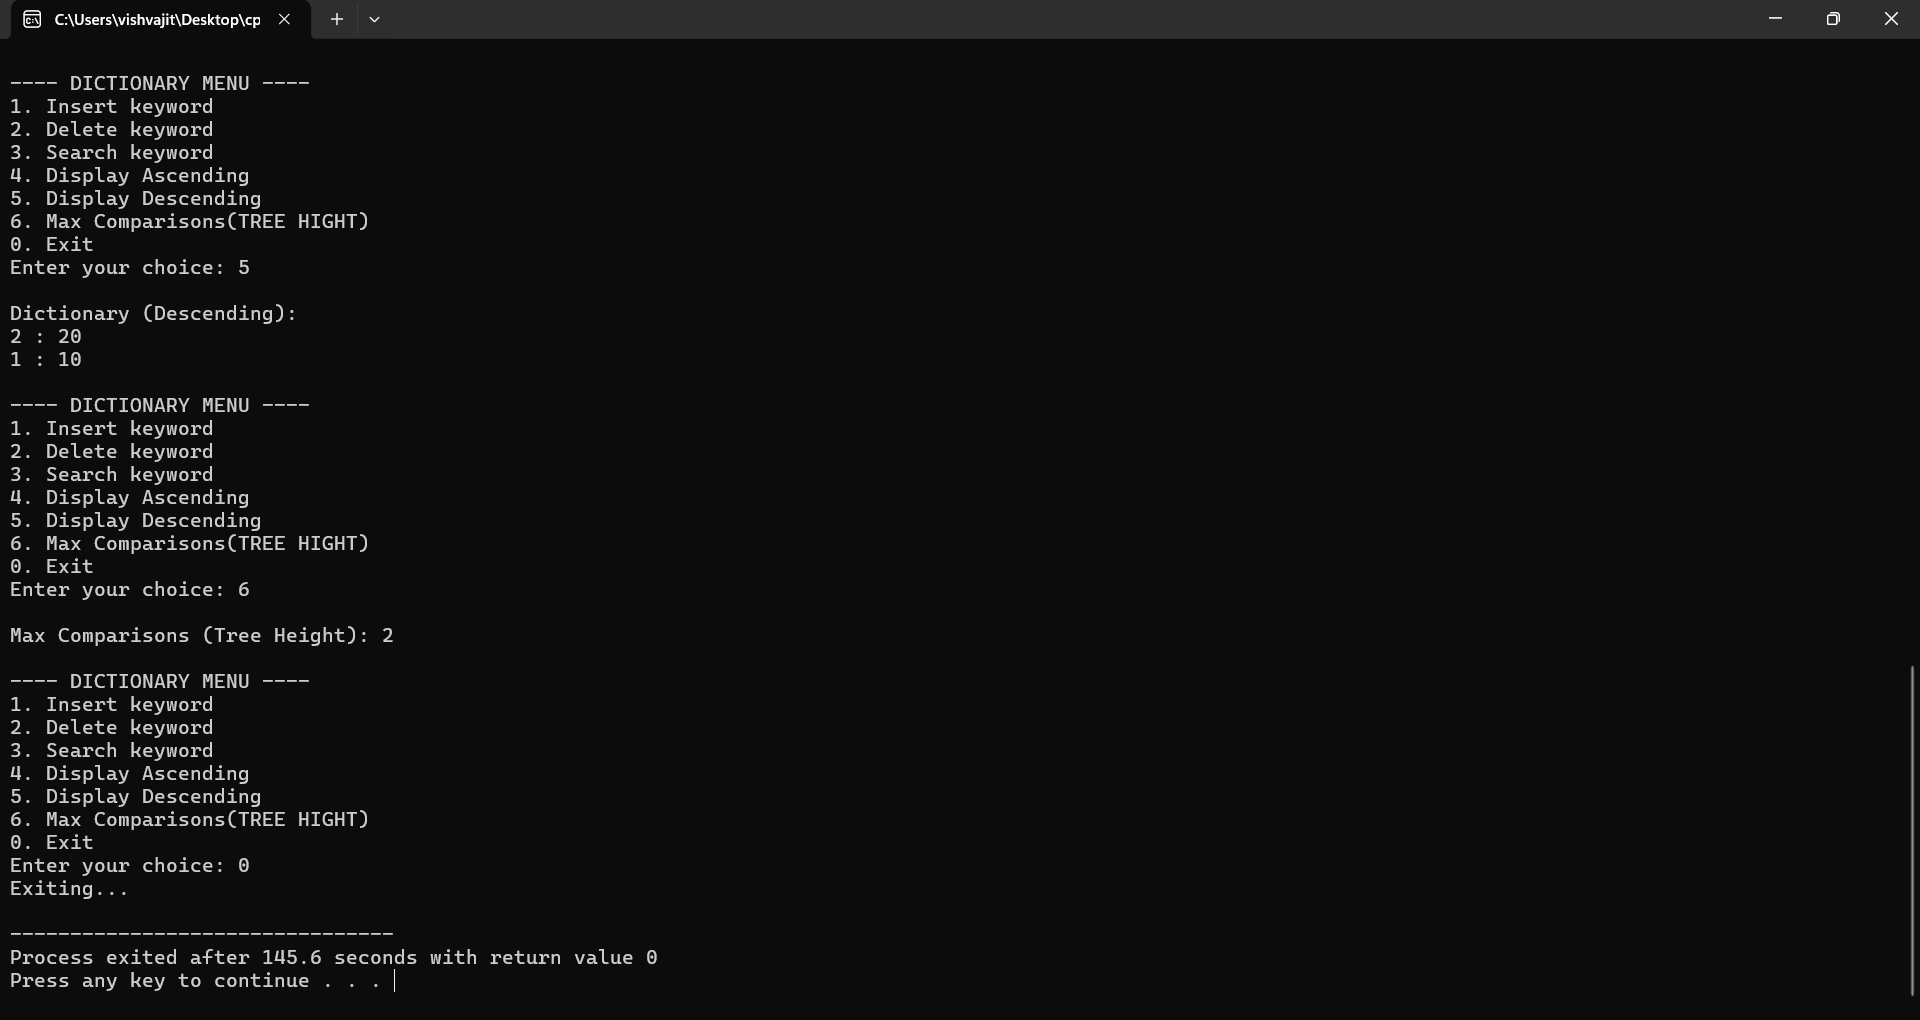 C:\Users\vishvajit\Desktop\cp
---- DICTIONARY MENU ----
1. Insert keyword
2. Delete keyword
3. Search keyword
4. Display Ascending
5. Display Descending
6. Max Comparisons(TREE HIGHT)
0. Exit
Enter your choice: 5
Dictionary (Descending):
2 : 20
1 : 10
---- DICTIONARY MENU ----
1. Insert keyword
2. Delete keyword
3. Search keyword
4. Display Ascending
5. Display Descending
6. Max Comparisons(TREE HIGHT)
0. Exit
Enter your choice: 6
Max Comparisons (Tree Height): 2
---- DICTIONARY MENU ----
1. Insert keyword
2. Delete keyword
3. Search keyword
4. Display Ascending
5. Display Descending
6. Max Comparisons(TREE HIGHT)
0. Exit
Enter your choice: 0
Exiting...
--------------------------------
Process exited after 145.6 seconds with return value 0
Press any key to continue . . .